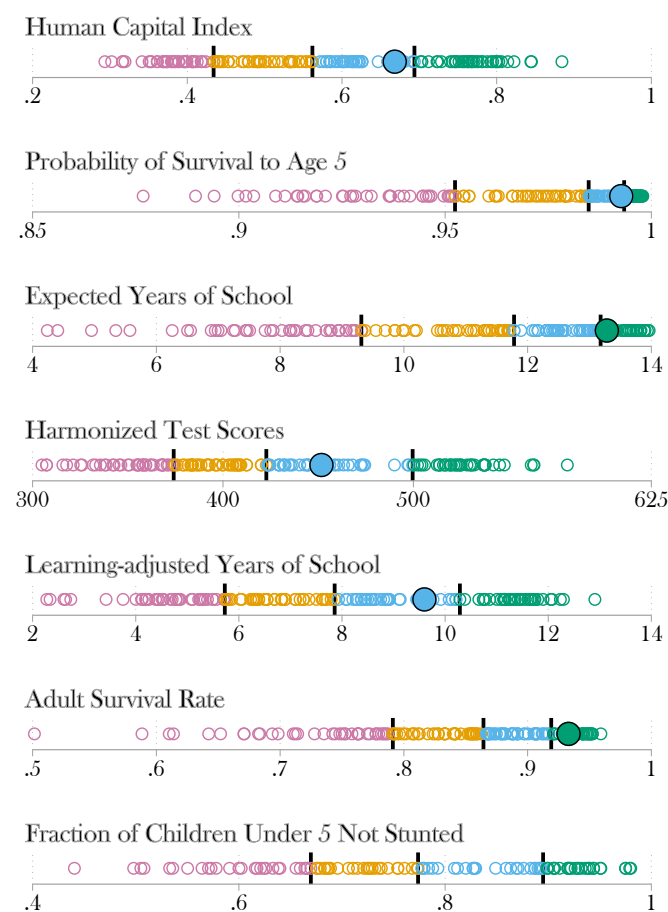 Human Capital Index
.2 .4 .6 .8 1
Probability of Survival to Age 5
.85 .9 .95 1
Expected Years of School
4 6 8 10 12 14
Harmonized Test Scores
300 400 500 625
Learning-adjusted Years of School
2 4 6 8 10 12 14
Adult Survival Rate
.5 .6 .7 .8 .9 1
Fraction of Children Under 5 Not Stunted
.4 .6 .8 1